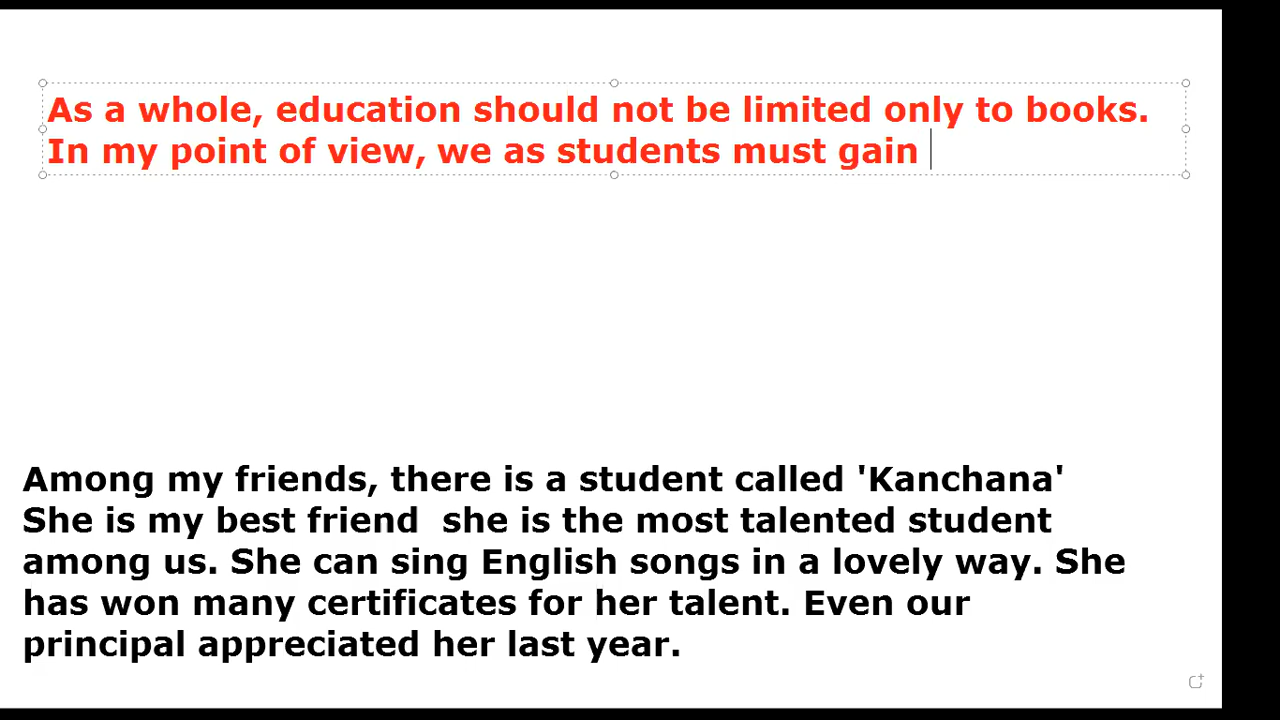 As a whole, education should not be limited only to books.
In my point of view, we as students must gain
Among my friends, there is a student called 'Kanchana'
She is my best friend  she is the most talented student
among us. She can sing English songs in a lovely way. She
has won many certificates for her talent. Even our
principal appreciated her last year.